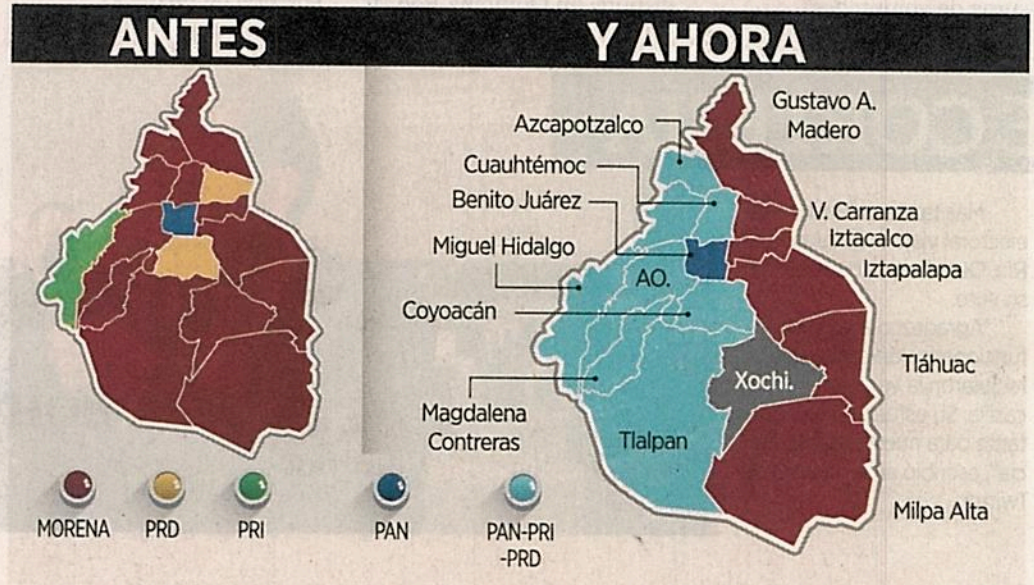 ANTES
Y AHORA
Gustavo A.
Madero
Azcapotzalco
Cuauhtémoc
Benito Juárez
V. Carranza
Iztacalco
Miguel Hidalgo
Iztapalapa
AO.
Coyoacán
Tláhuac
Xochi.
Magdalena
Contreras
Tlalpan
Milpa Alta
MORENA
PRD
PRI
PAN
PAN-PRI
-PRD